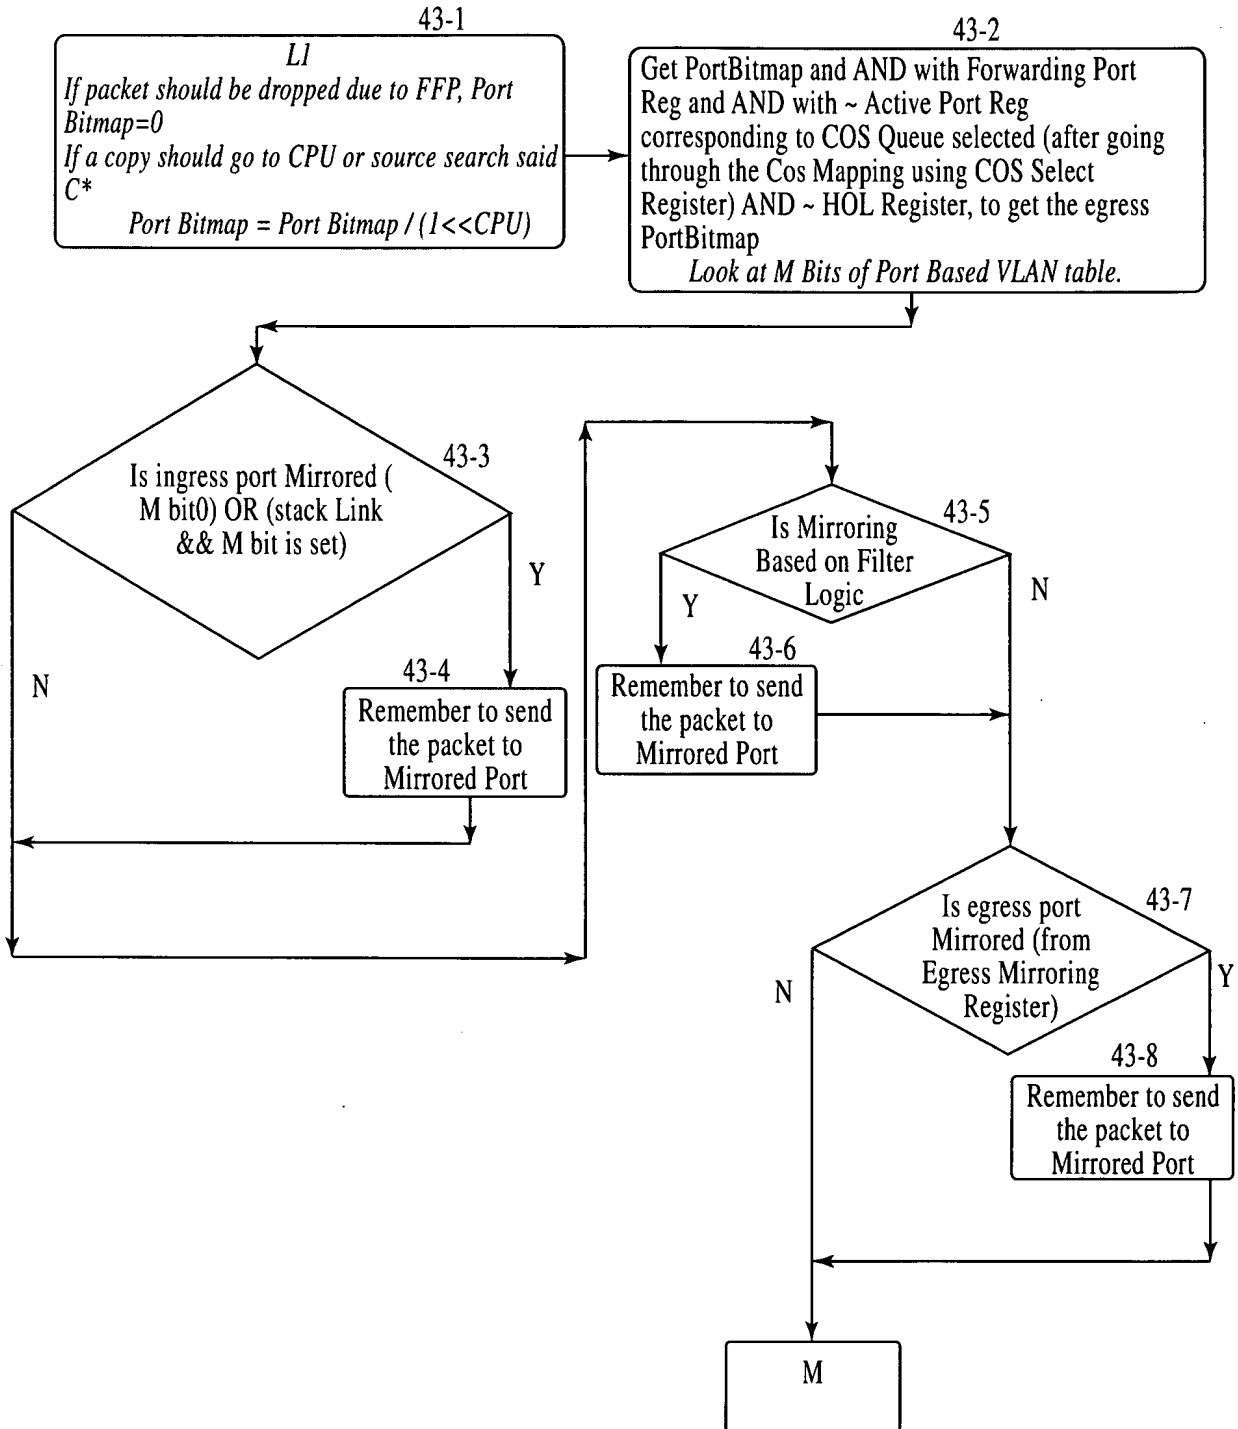 43-1
L1
If packet should be dropped due to FFP, Port
Bitmap=0
If a copy should go to CPU or source search said
C*
Port Bitmap = Port Bitmap / (1<<CPU)
43-2
Get PortBitmap and AND with Forwarding Port
Reg and AND with ~ Active Port Reg
corresponding to COS Queue selected (after going
through the Cos Mapping using COS Select
Register) AND ~ HOL Register, to get the egress
PortBitmap
Look at M Bits of Port Based VLAN table.
43-3
Is ingress port Mirrored (
M bit0) OR (stack Link
&& M bit is set)
Y
N
43-4
Remember to send
the packet to
Mirrored Port
43-5
Is Mirroring
Based on Filter
Logic
Y
N
43-6
Remember to send
the packet to
Mirrored Port
43-7
Is egress port
Mirrored (from
Egress Mirroring
Register)
N
Y
43-8
Remember to send
the packet to
Mirrored Port
M